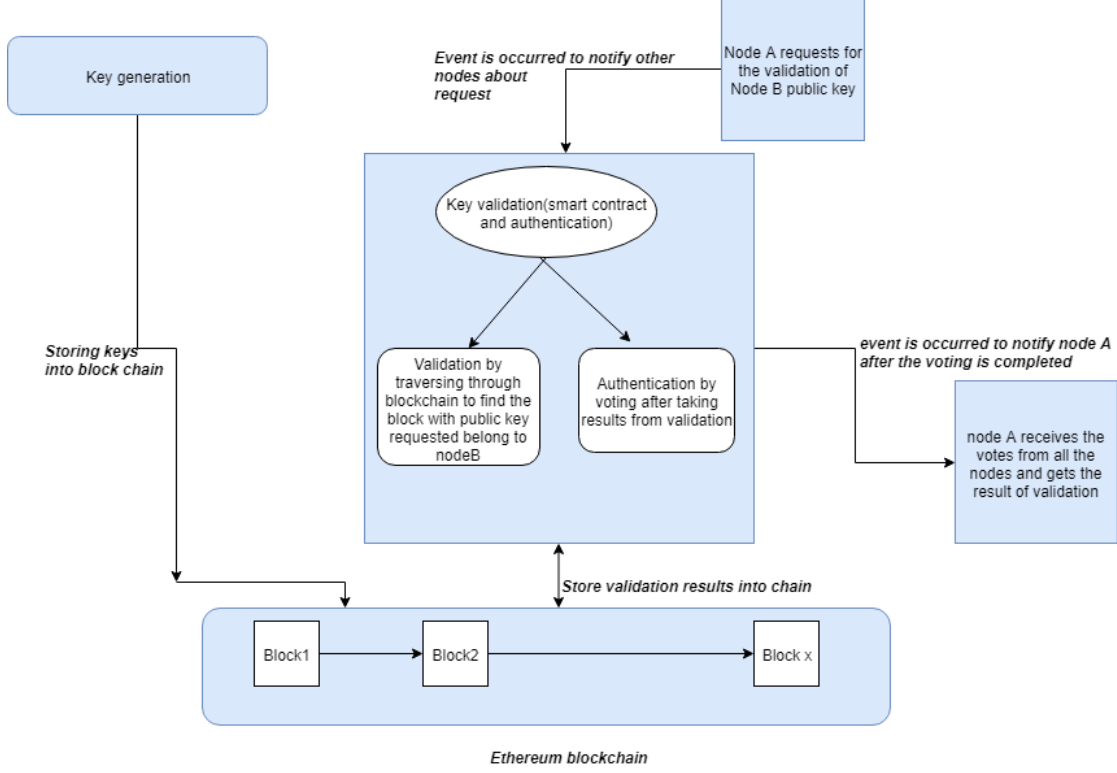 Key generation
Event is occurred to notify other
nodes about
request
Node A requests for
the validation of
Node B public key
Key validation(smart contract
and authentication)
Storing keys
into block chain
Validation by
traversing through
blockchain to find the
block with public key
requested belong to
nodeB
Authentication by
voting after taking
results from validation
event is occurred to notify node A
after the voting is completed
node A receives the
votes from all the
nodes and gets the
result of validation
Store validation results into chain
Block1
Block2
Block x
Ethereum blockchain